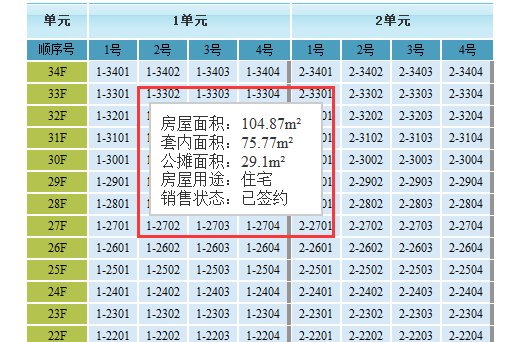 单元 1单元 2单元
顺序号 1号 2号 3号 4号 1号 2号 3号 4号
34F 1-3401 1-3402 1-3403 1-3404 2-3401 2-3402 2-3403 2-3404
33F 1-3301 1-3302 1-3303 1-3304 2-3301 2-3302 2-3303 2-3304
32F 1-3201 2-3202 2-3203 2-3204
31F 1-3101 2-3102 2-3103 2-3104
30F 1-3001 2-3002 2-3003 2-3004
29F 1-2901 2-2902 2-2903 2-2904
28F 1-2801 2-2802 2-2803 2-2804
房屋面积：104.87m²
套内面积：75.77m²
公摊面积：29.1m²
房屋用途：住宅
销售状态：已签约
27F 1-2701 1-2702 1-2703 1-2704 2-2701 2-2702 2-2703 2-2704
26F 1-2601 1-2602 1-2603 1-2604 2-2601 2-2602 2-2603 2-2604
25F 1-2501 1-2502 1-2503 1-2504 2-2501 2-2502 2-2503 2-2504
24F 1-2401 1-2402 1-2403 1-2404 2-2401 2-2402 2-2403 2-2404
23F 1-2301 1-2302 1-2303 1-2304 2-2301 2-2302 2-2303 2-2304
22F 1-2201 1-2202 1-2203 1-2204 2-2201 2-2202 2-2203 2-2204